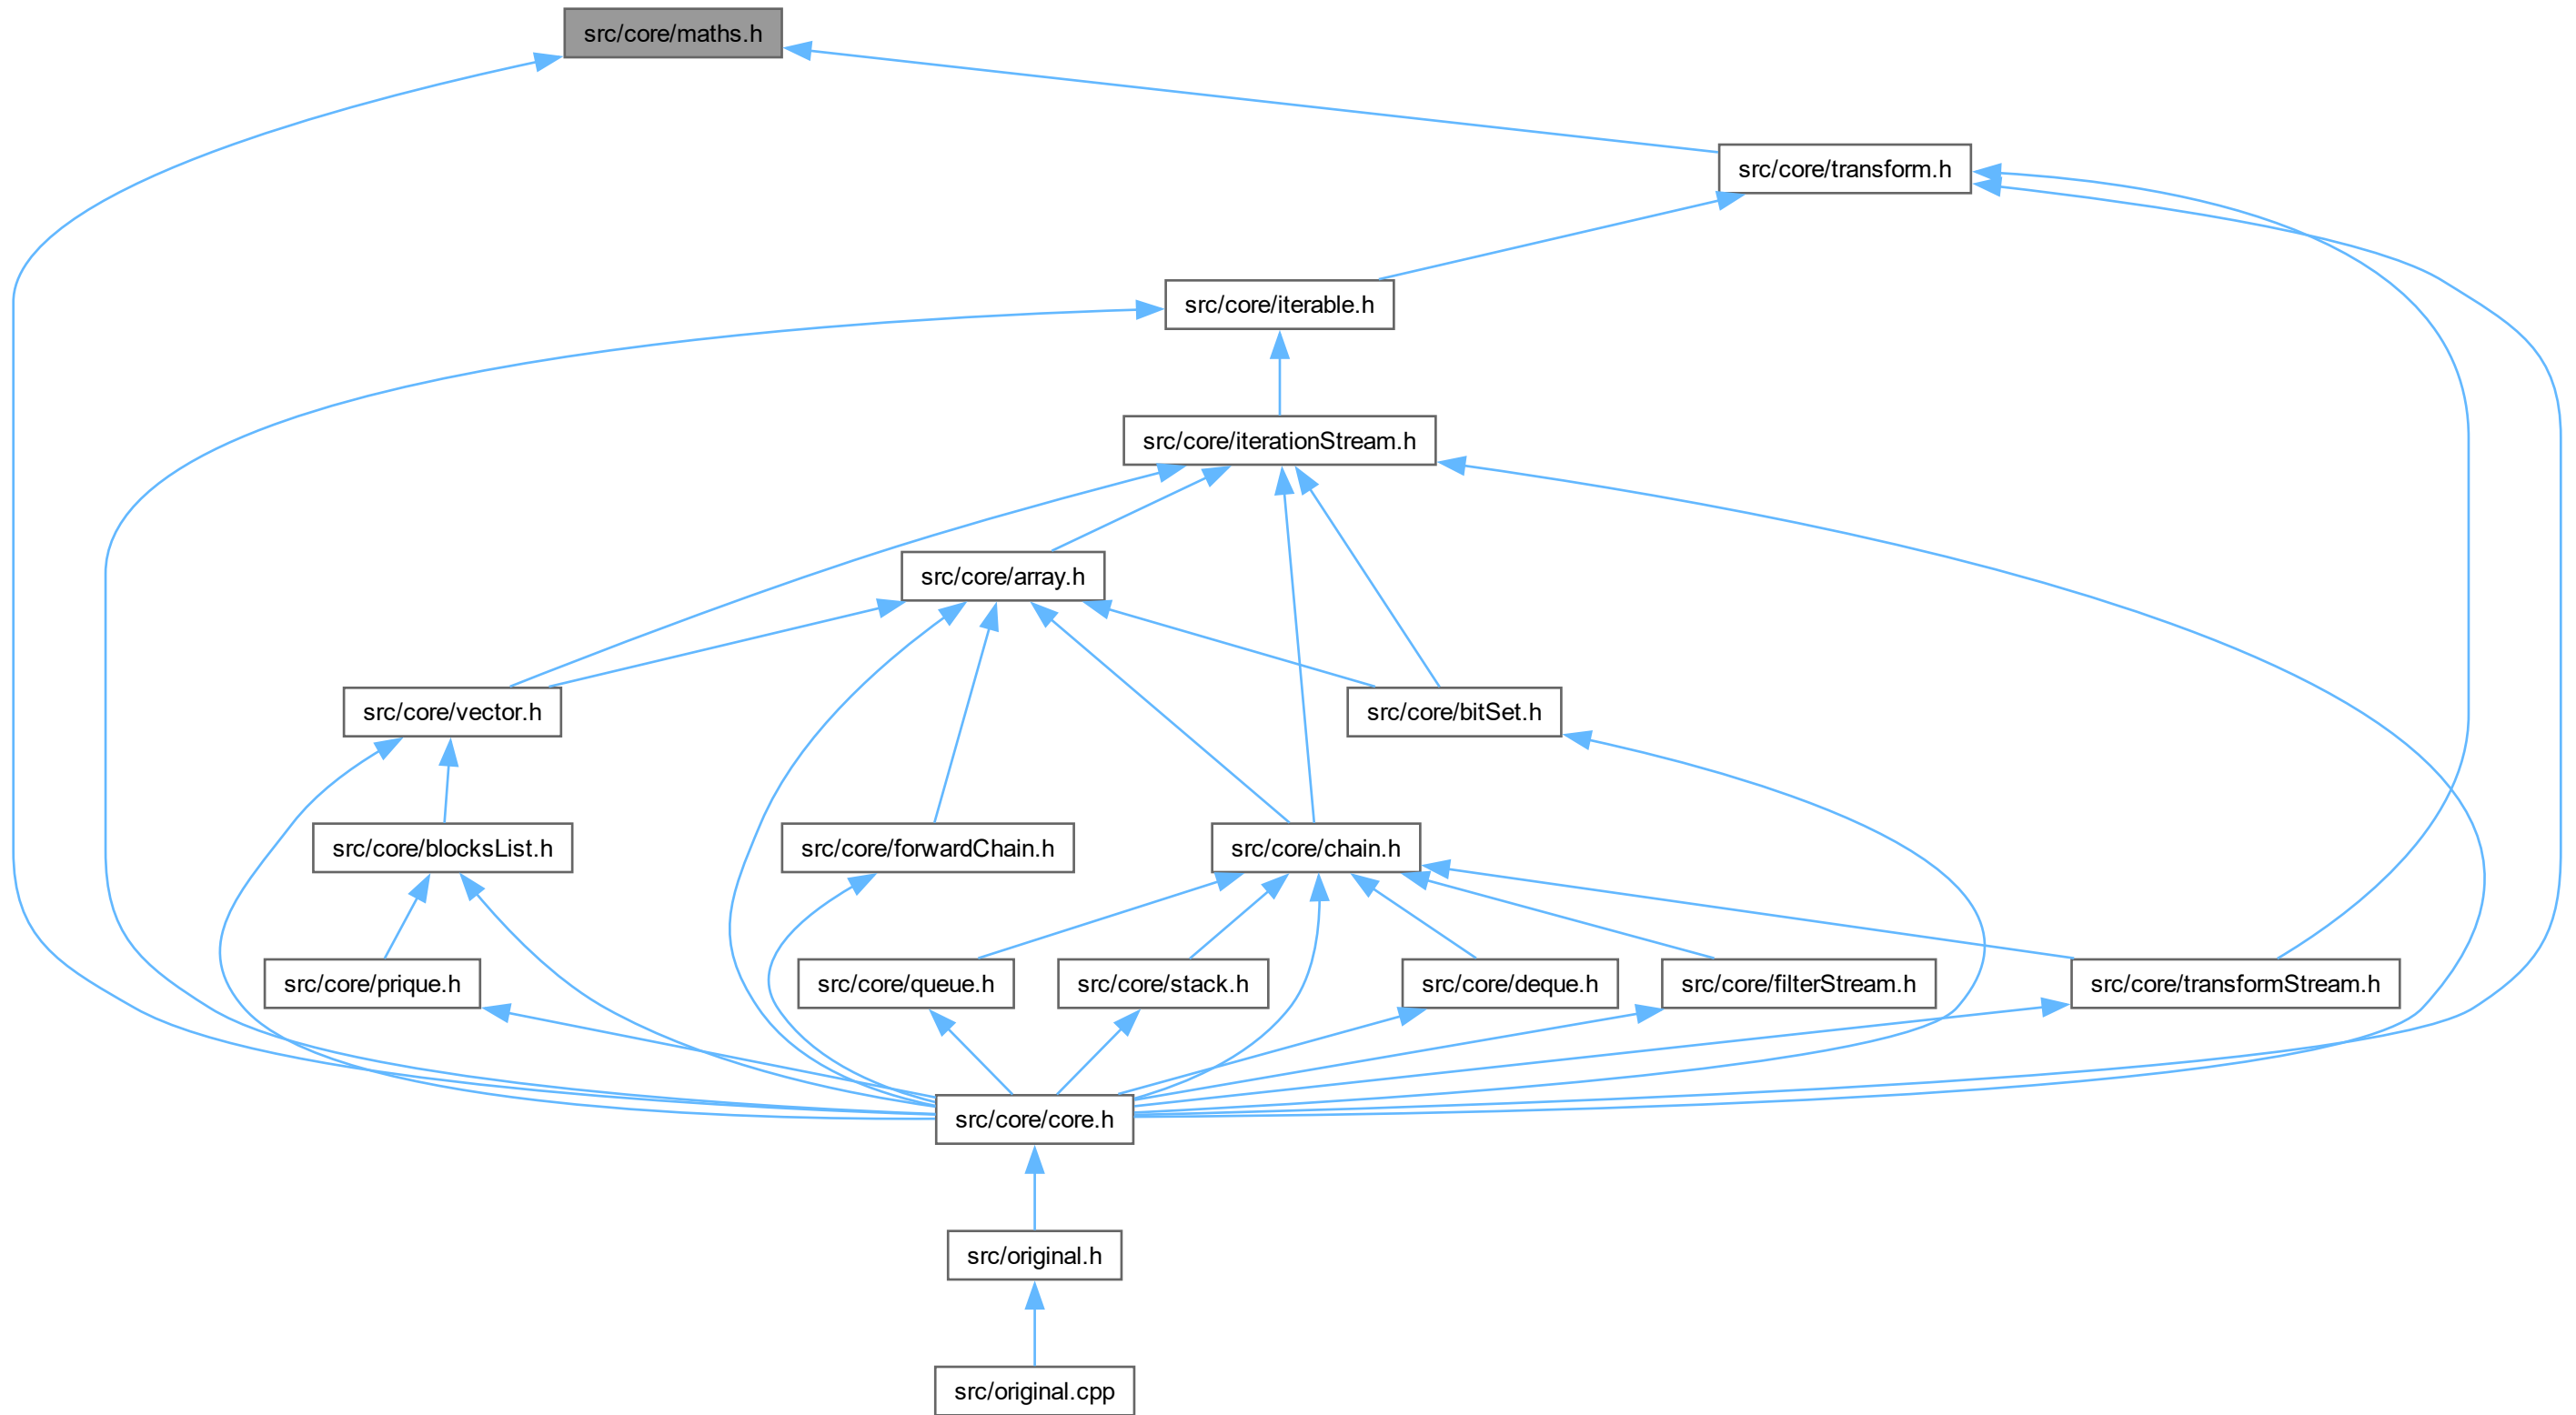 src/core/maths.h
src/core/transform.h
src/core/iterable.h
src/core/iterationStream.h
src/core/array.h
src/core/vector.h
src/core/bitSet.h
src/core/blocksList.h
src/core/forwardChain.h
src/core/chain.h
src/core/prique.h
src/core/queue.h
src/core/stack.h
src/core/deque.h
src/core/filterStream.h
src/core/transformStream.h
src/core/core.h
src/original.h
src/original.cpp